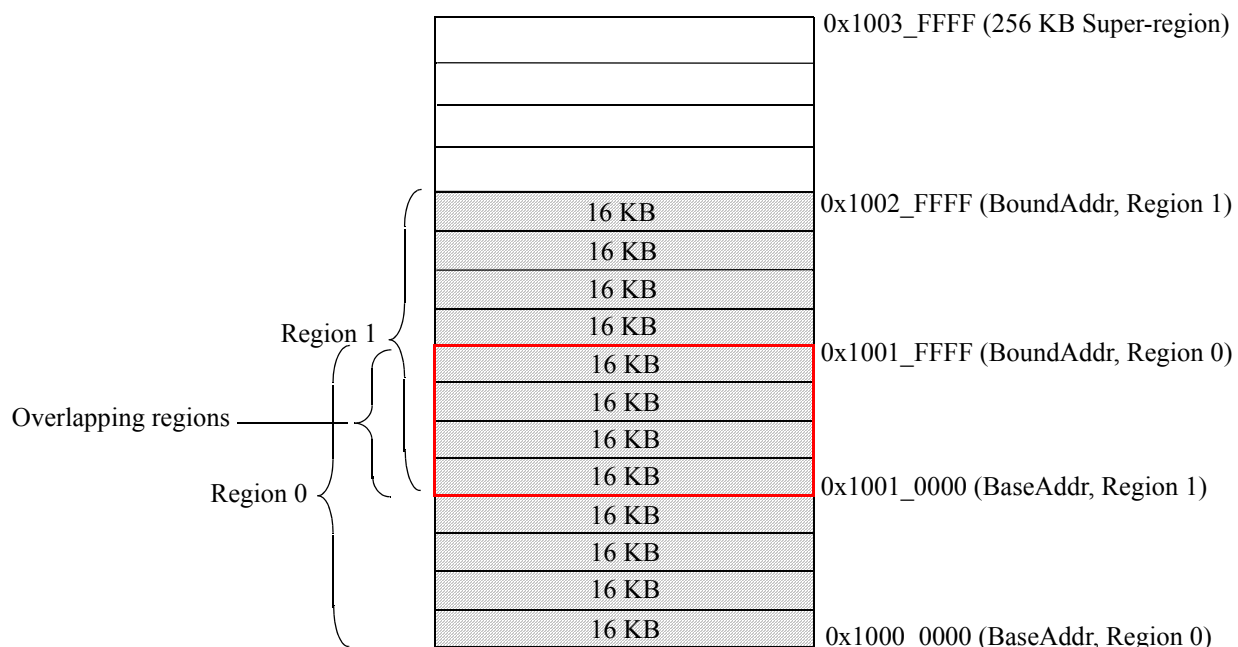 0x1003_FFFF (256 KB Super-region)
16 KB
0x1002_FFFF (BoundAddr, Region 1)
16 KB
16 KB
16 KB
Region 1
16 KB
0x1001_FFFF (BoundAddr, Region 0)
16 KB
Overlapping regions
16 KB
16 KB
Region 0
0x1001_0000 (BaseAddr, Region 1)
16 KB
16 KB
16 KB
16 KB
0x1000_0000 (BaseAddr, Region 0)